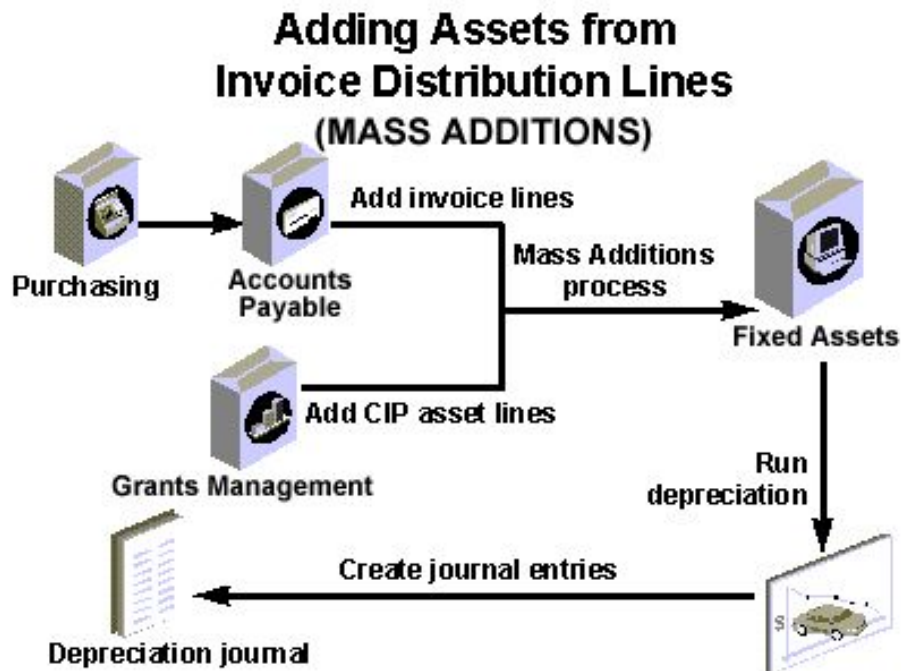 Adding Assets from
Invoice Distribution Lines
(MASS ADDITIONS)
Add invoice lines
Purchasing
Accounts
Payable
Mass Additions
process
Fixed Assets
Add CIP asset lines
Grants Management
Run
depreciation
Create journal entries
Depreciation journal
$